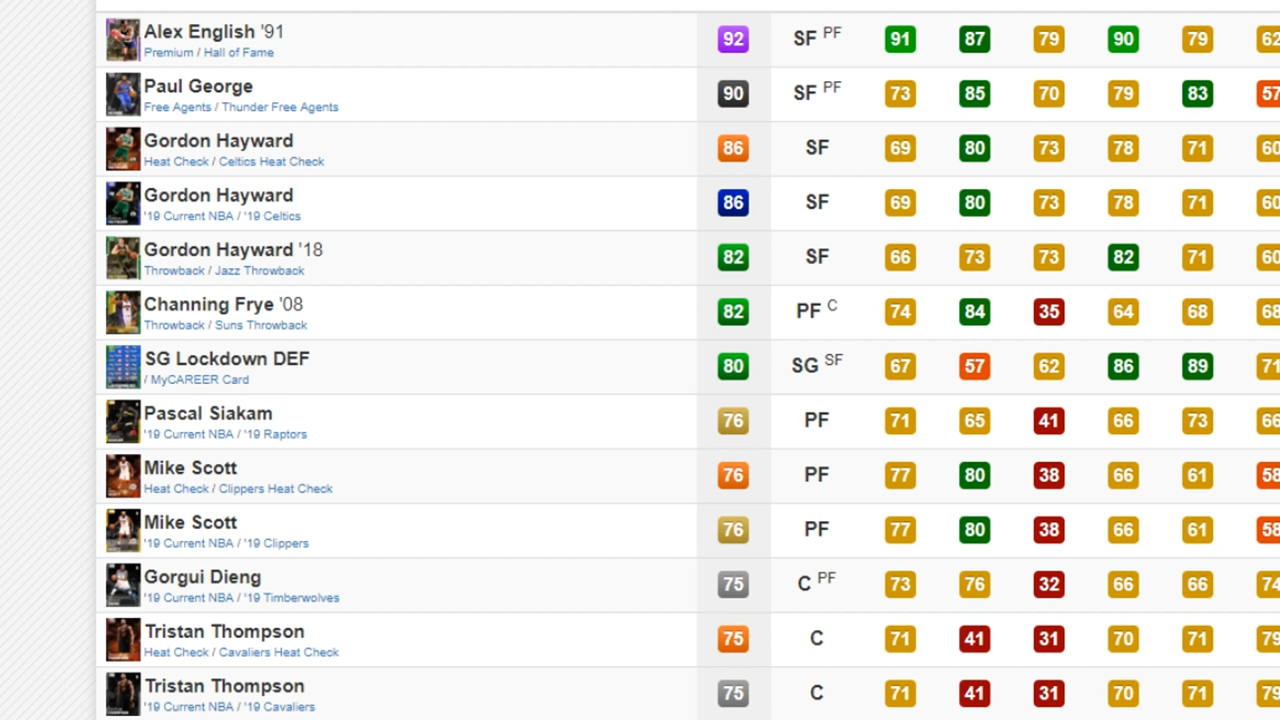 Alex English '91 92 SF PF 91 87 79 90 79 62
Premium / Hall of Fame
Paul George 90 SF PF 73 85 70 79 83 57
Free Agents / Thunder Free Agents
Gordon Hayward 86 SF 69 80 73 78 71 60
Heat Check / Celtics Heat Check
Gordon Hayward 86 SF 69 80 73 78 71 60
'19 Current NBA / '19 Celtics
Gordon Hayward '18 82 SF 66 73 73 82 71 60
Throwback / Jazz Throwback
Channing Frye '08 82 PF C 74 84 35 64 68 68
Throwback / Suns Throwback
SG Lockdown DEF 80 SG SF 67 57 62 86 89 71
/ MyCAREER Card
Pascal Siakam 76 PF 71 65 41 66 73 66
'19 Current NBA / '19 Raptors
Mike Scott 76 PF 77 80 38 66 61 58
Heat Check / Clippers Heat Check
Mike Scott 76 PF 77 80 38 66 61 58
'19 Current NBA / '19 Clippers
Gorgui Dieng 75 C PF 73 76 32 66 66 74
'19 Current NBA / '19 Timberwolves
Tristan Thompson 75 C 71 41 31 70 71 79
Heat Check / Cavaliers Heat Check
Tristan Thompson 75 C 71 41 31 70 71 79
'19 Current NBA / '19 Cavaliers